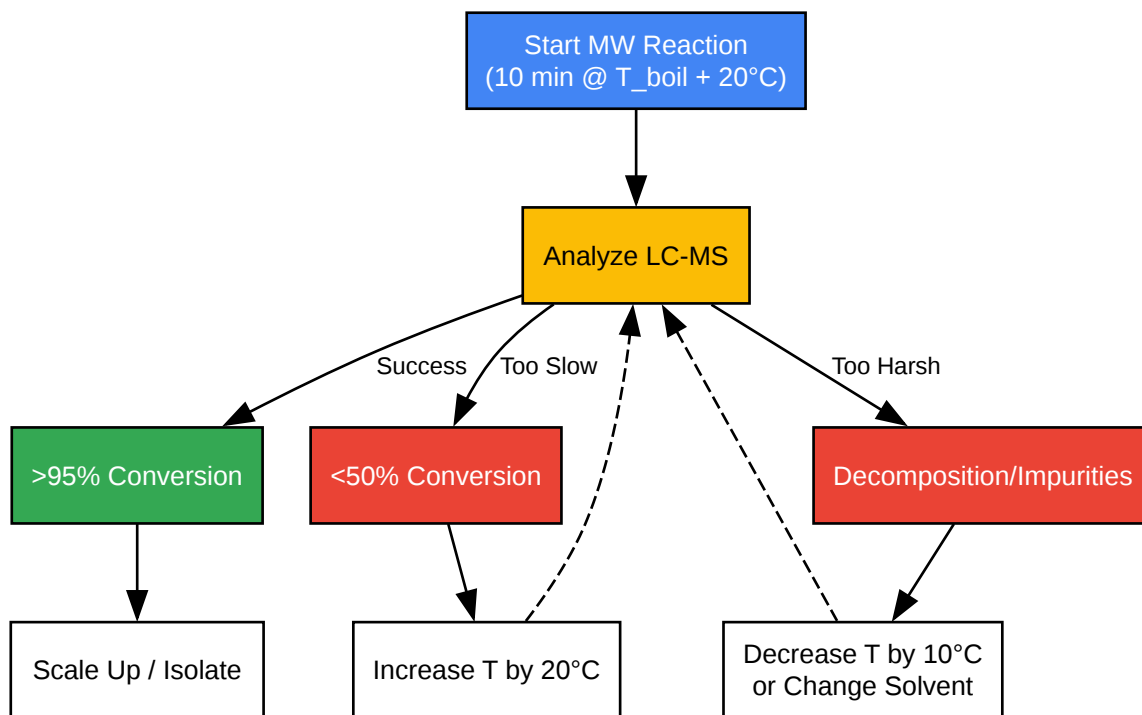 Start MW Reaction
(10 min @ T_boil + 20°C)
Analyze LC-MS
Success
Too Slow
Too Harsh
>95% Conversion
<50% Conversion
Decomposition/Impurities
Scale Up / Isolate
Increase T by 20°C
Decrease T by 10°C
or Change Solvent